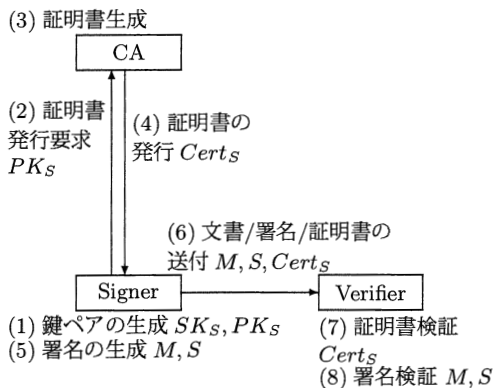 (3) 証明書生成
CA
(2) 証明書
発行要求
PK_S
(4) 証明書の
発行 Cert_S
(6) 文書/署名/証明書の
送付 M, S, Cert_S
Signer
Verifier
(1) 鍵ペアの生成 SK_S, PK_S
(5) 署名の生成 M, S
(7) 証明書検証
Cert_S
(8) 署名検証 M, S